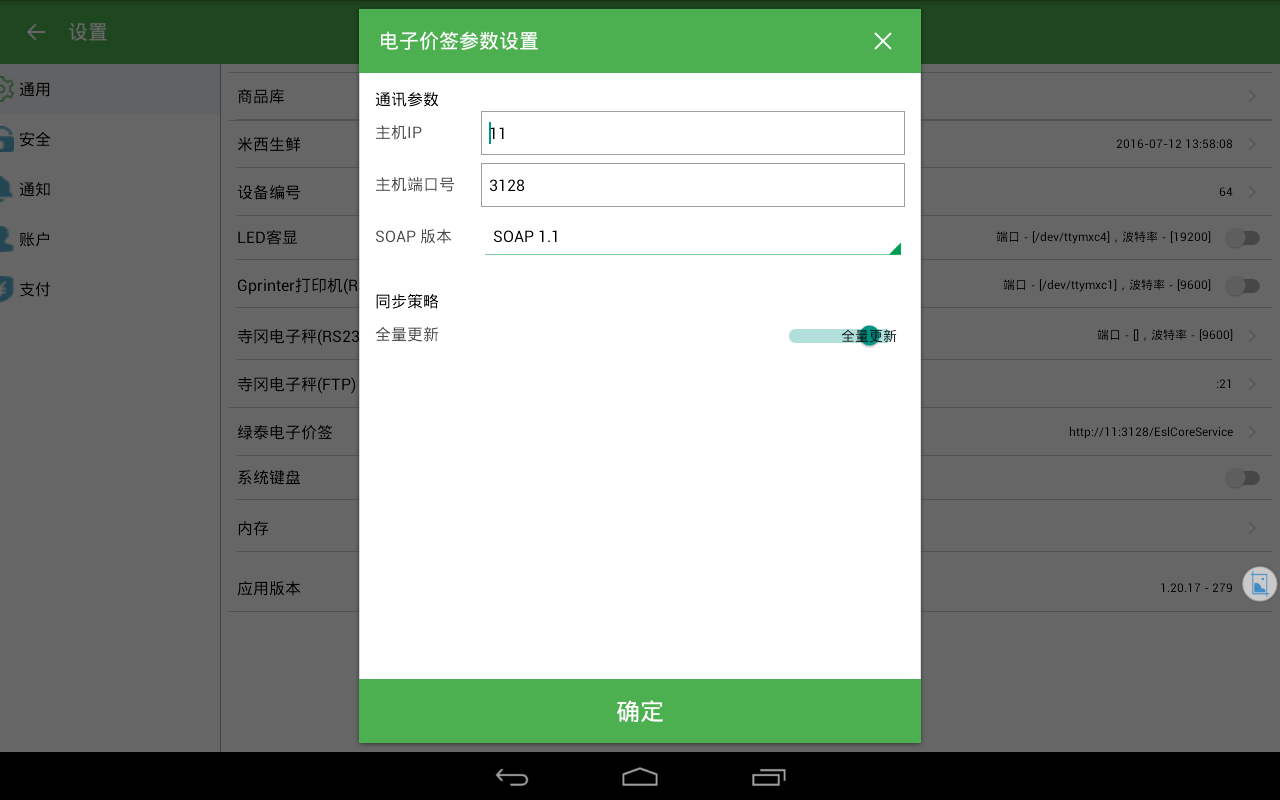 设置
通用
安全
通知
账户
支付
商品库
米西生鲜 2016-07-12 13:58:08
设备编号 64
LED客显 端口 - [/dev/ttymxc4] , 波特率 - [19200]
Gprinter打印机(R 端口 - [/dev/ttymxc1] , 波特率 - [9600]
寺冈电子秤(RS23 端口 - [] , 波特率 - [9600]
寺冈电子秤(FTP) :21
绿泰电子价签 http://11:3128/EslCoreService
系统键盘
内存
应用版本 1.20.17 - 279
电子价签参数设置
通讯参数
主机IP 11
主机端口号 3128
SOAP 版本 SOAP 1.1
同步策略
全量更新 全量更新
确定